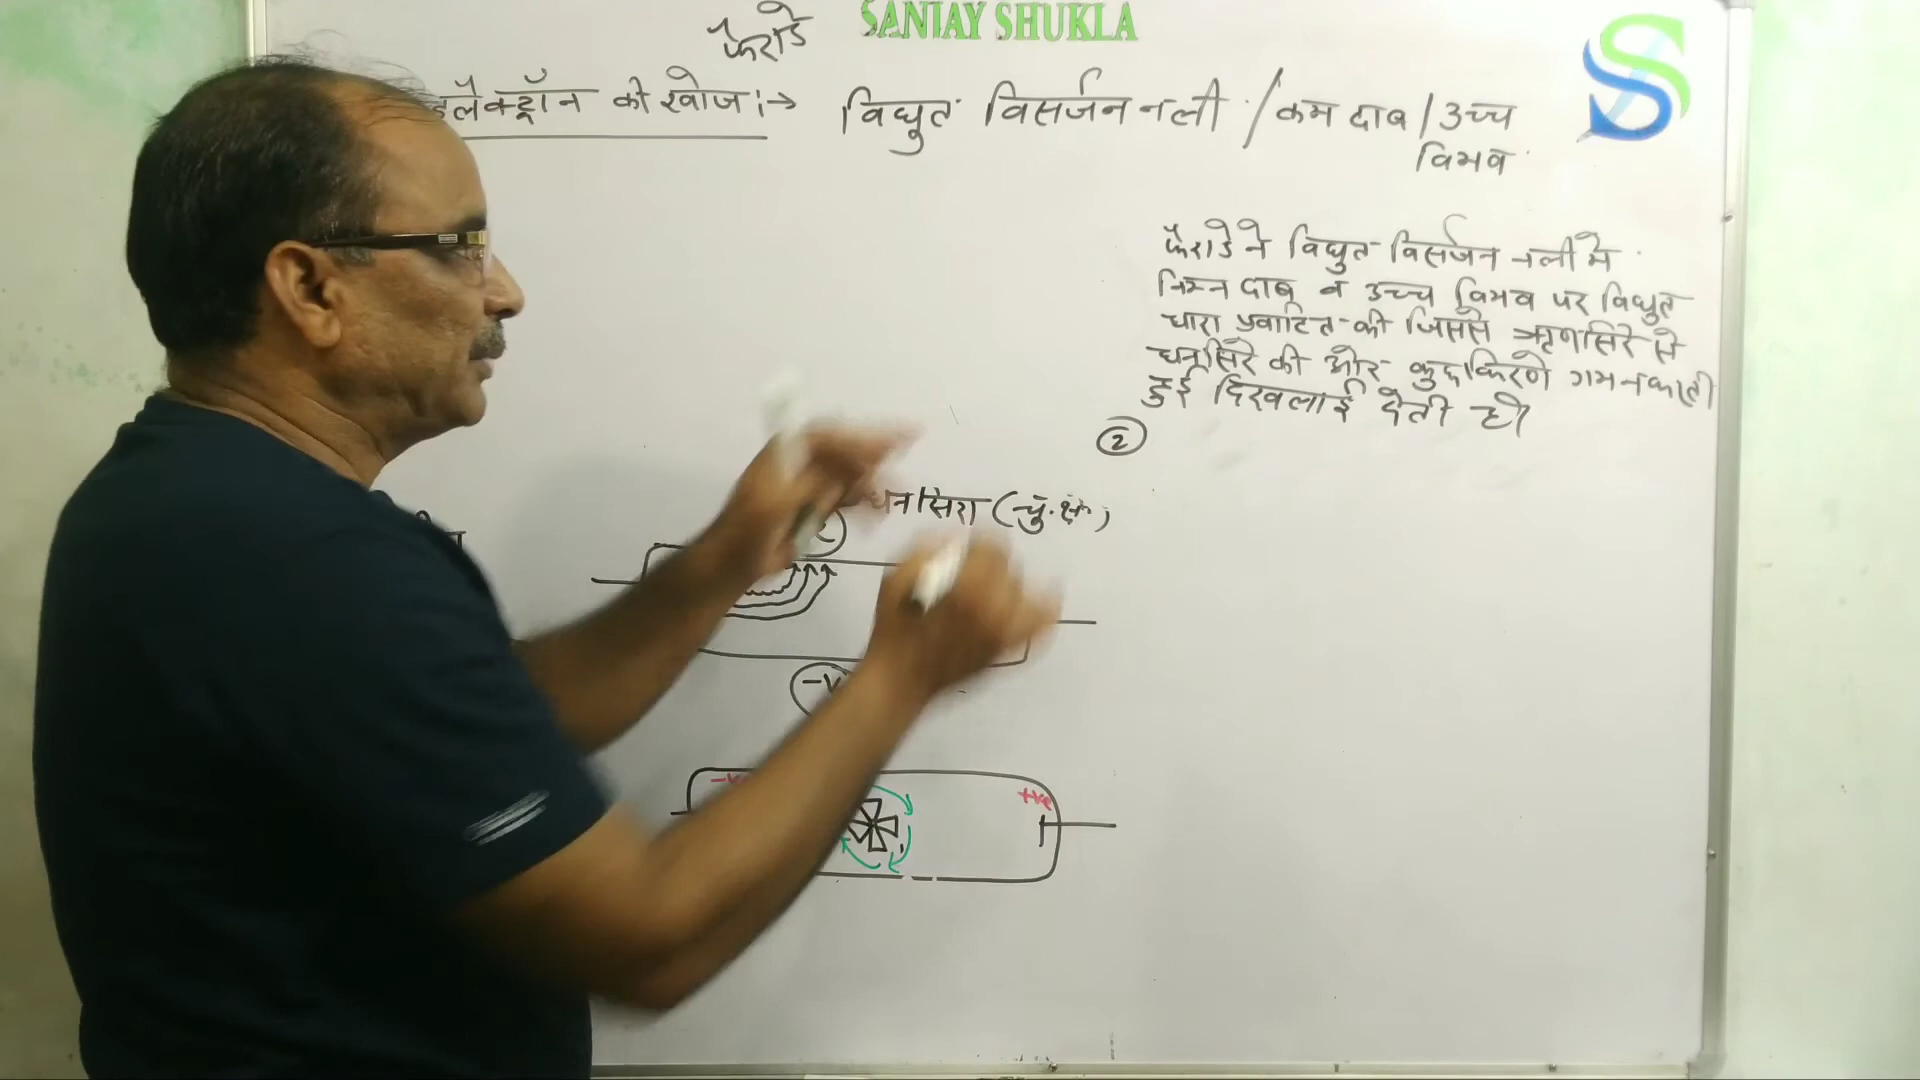 SANJAY SHUKLA
फैराडे
इलैक्ट्रॉन की खोज :→ विद्युत विसर्जन नली / कम दाब / उच्च
विभव
फैराडे ने विद्युत विसर्जन नली में
निम्न दाब व उच्च विभव पर विद्युत
धारा प्रवाहित की जिससे ऋणसिरे से
धनसिरे की ओर कुछ किरणे गमन करती
हुई दिखलाई देती है।
②
धनसिरा (चु. क्षे.)
-v
-v
+ve